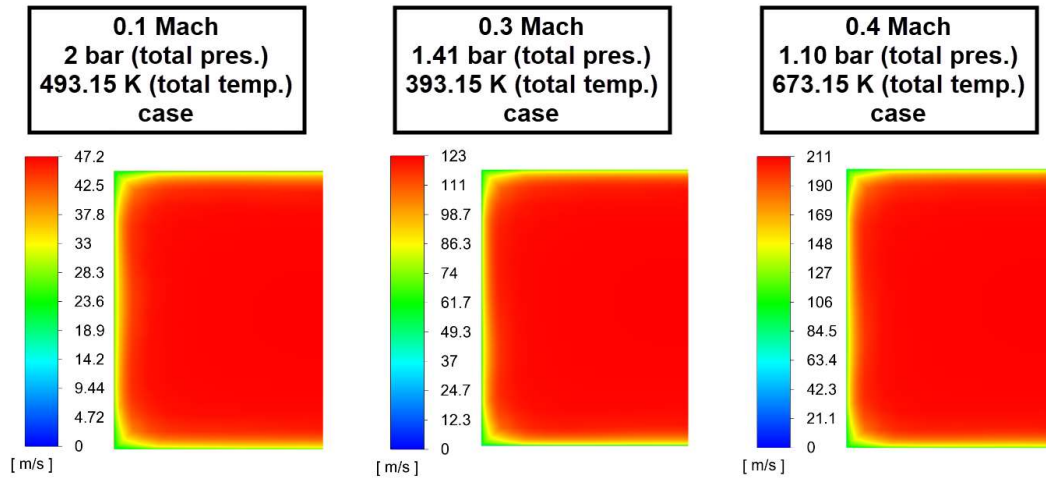 0.1 Mach
2 bar (total pres.)
493.15 K (total temp.)
case
0.3 Mach
1.41 bar (total pres.)
393.15 K (total temp.)
case
0.4 Mach
1.10 bar (total pres.)
673.15 K (total temp.)
case
47.2
42.5
37.8
33
28.3
23.6
18.9
14.2
9.44
4.72
0
[ m/s ]
123
111
98.7
86.3
74
61.7
49.3
37
24.7
12.3
0
[ m/s ]
211
190
169
148
127
106
84.5
63.4
42.3
21.1
0
[ m/s ]